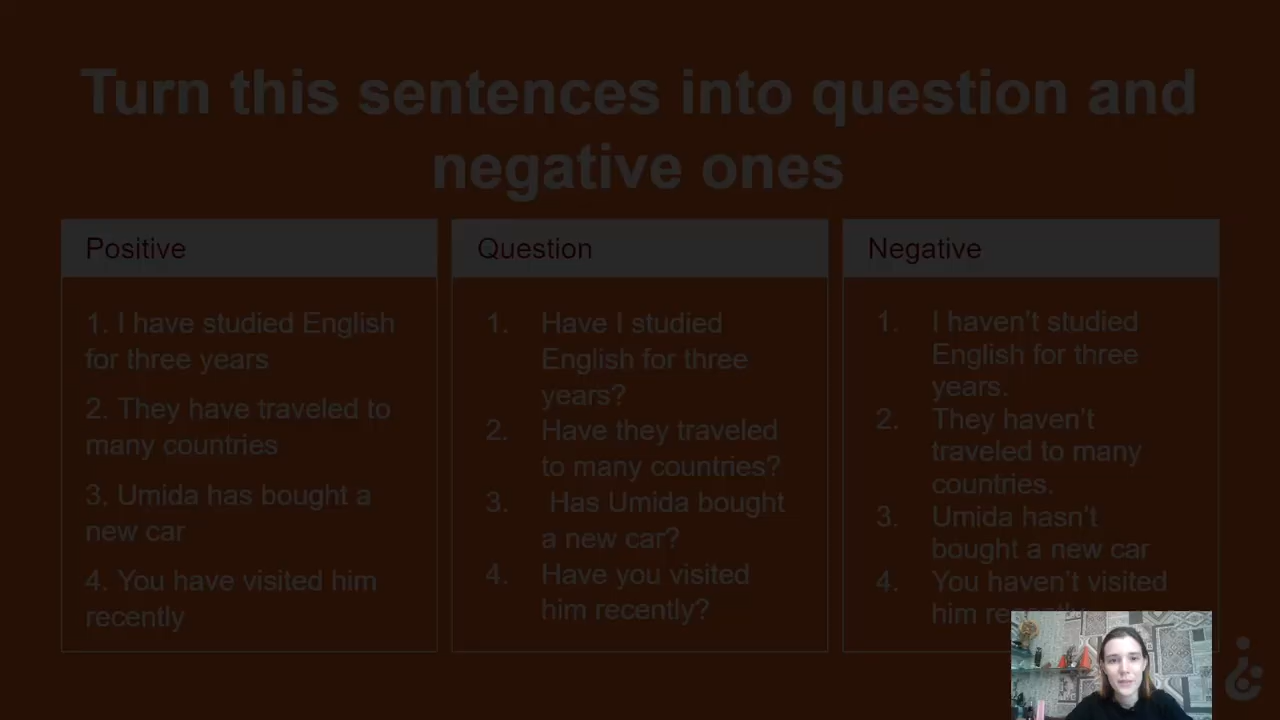 Turn this sentences into question and
negative ones
Positive
1. I have studied English
for three years
2. They have traveled to
many countries
3. Umida has bought a
new car
4. You have visited him
recently
Question
1. Have I studied
English for three
years?
2. Have they traveled
to many countries?
3. Has Umida bought
a new car?
4. Have you visited
him recently?
Negative
1. I haven't studied
English for three
years.
2. They haven't
traveled to many
countries.
3. Umida hasn't
bought a new car
4. You haven't visited
him